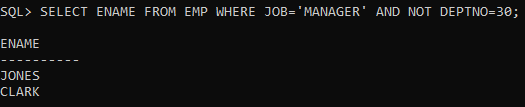 SQL> SELECT ENAME FROM EMP WHERE JOB='MANAGER' AND NOT DEPTNO=30;
ENAME
----------
JONES
CLARK